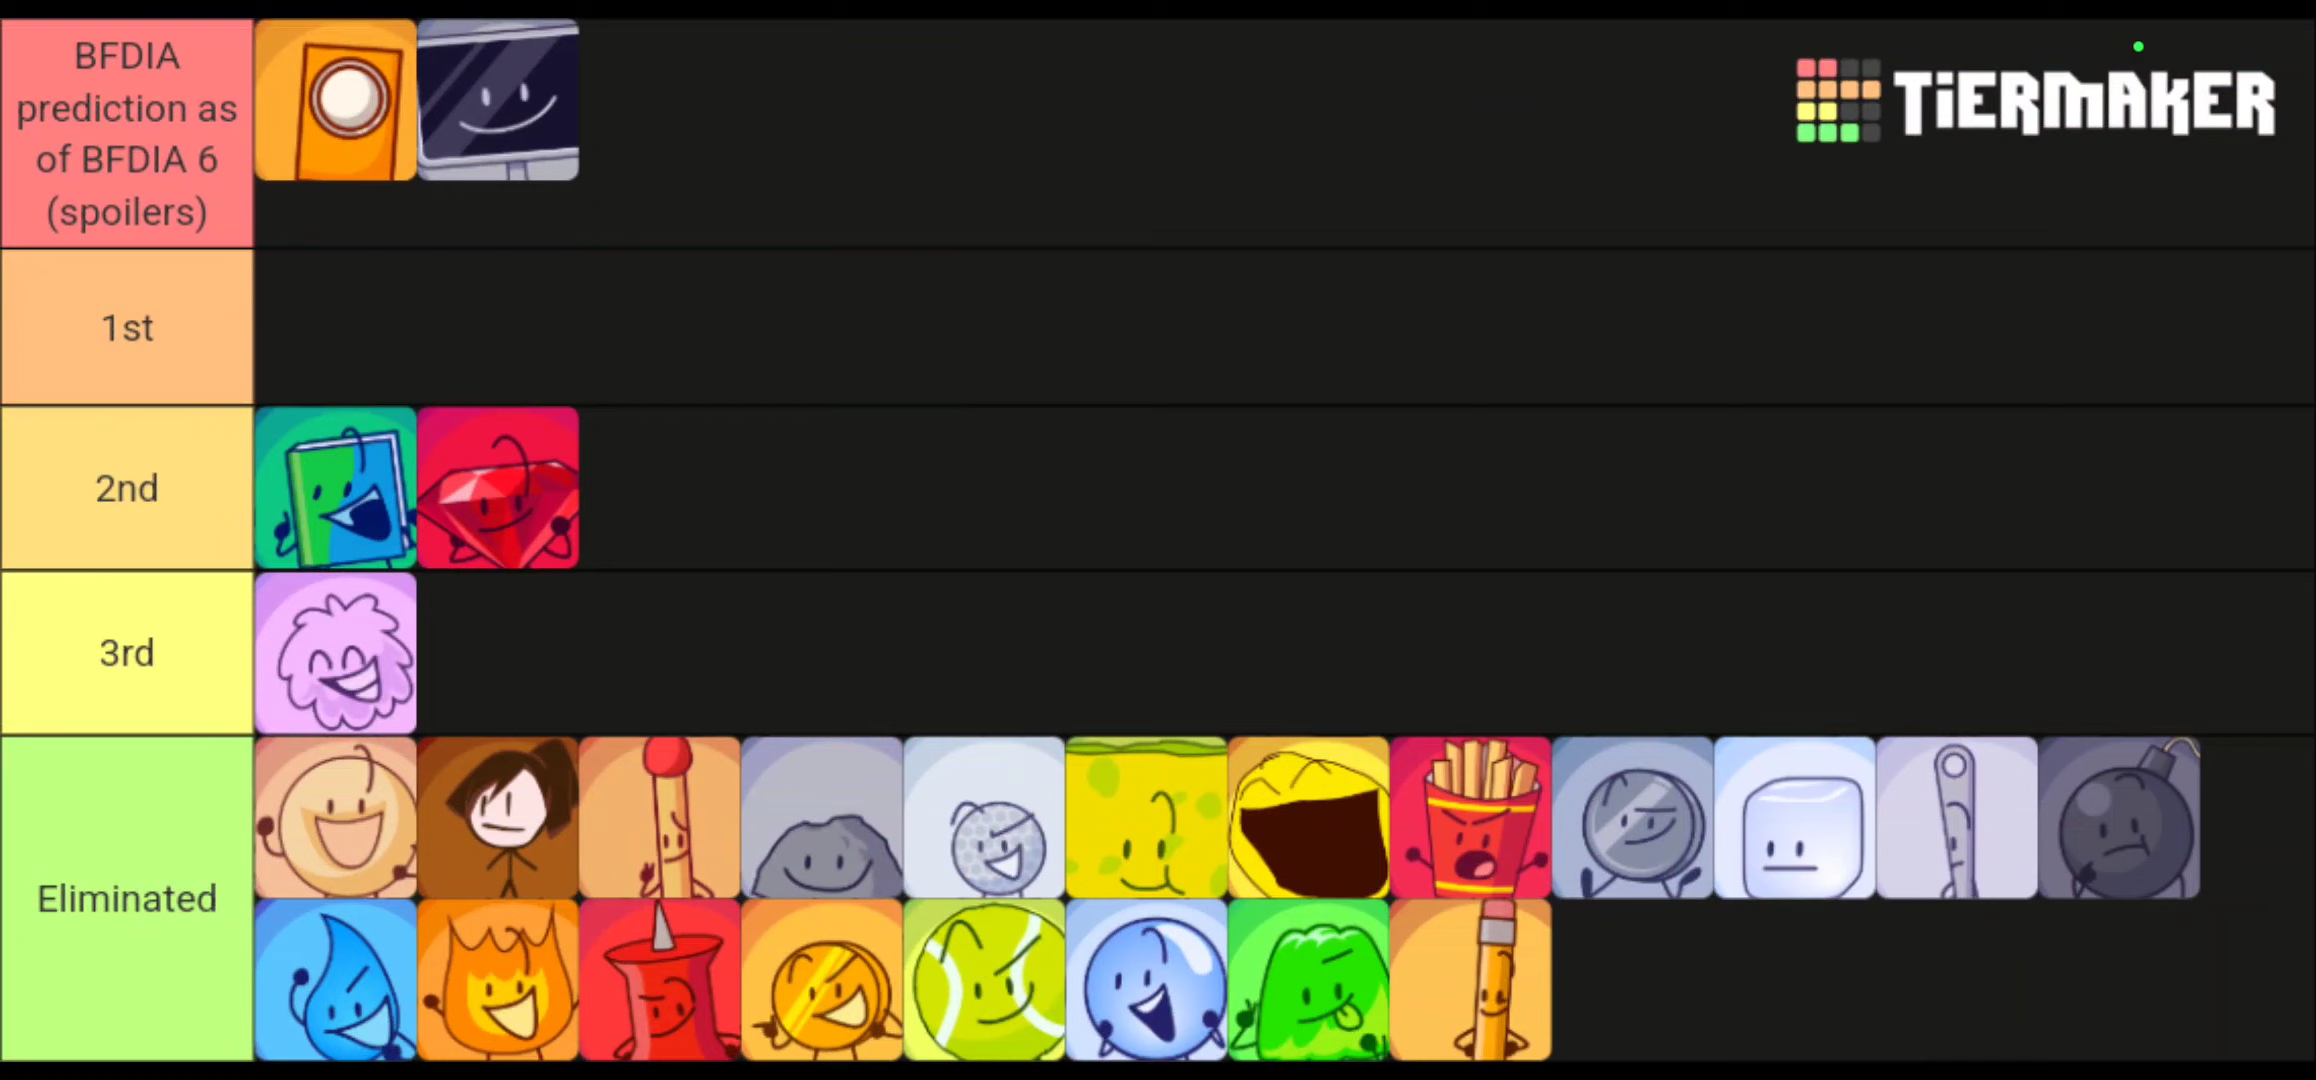 BFDIA
prediction as
of BFDIA 6
(spoilers)
TiERMAKER
1st
2nd
3rd
Eliminated